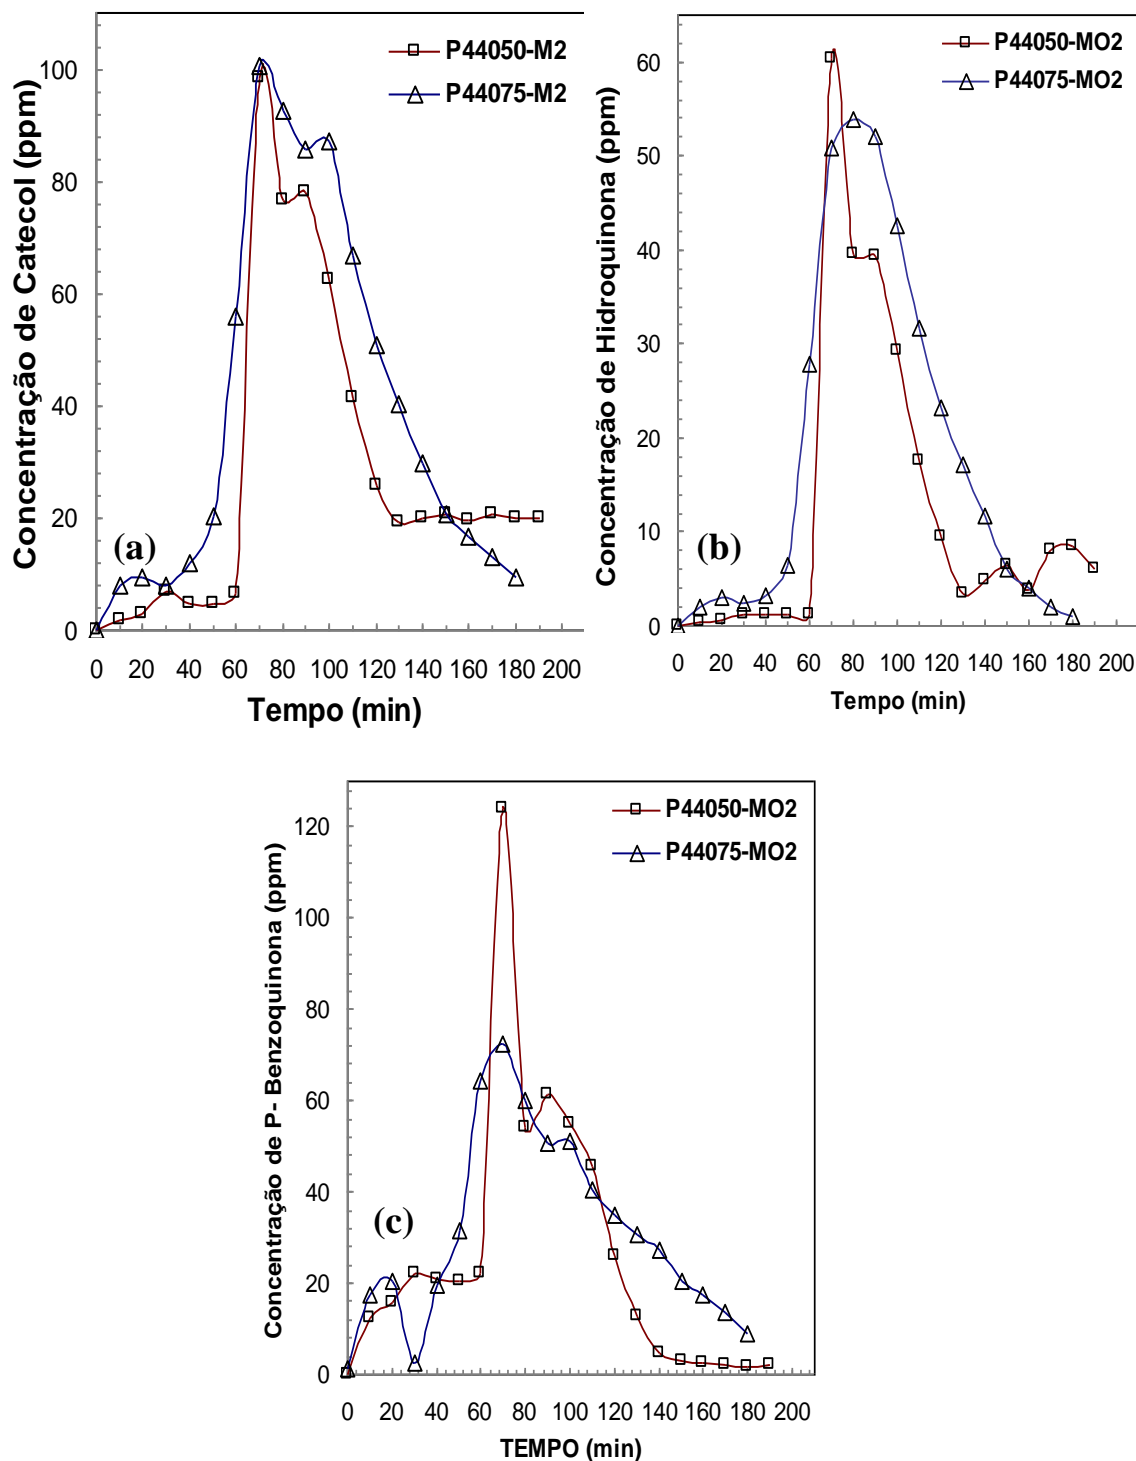 P44050-M2
P44075-M2
Concentração de Catecol (ppm)
100
80
60
40
20
0
(a)
0 20 40 60 80 100 120 140 160 180 200
Tempo (min)
P44050-MO2
P44075-MO2
Concentração de Hidroquinona (ppm)
60
50
40
30
20
10
0
(b)
0 20 40 60 80 100 120 140 160 180 200
Tempo (min)
P44050-MO2
P44075-MO2
Concentração de P- Benzoquinona (ppm)
120
100
80
60
40
20
0
(c)
0 20 40 60 80 100 120 140 160 180 200
TEMPO (min)